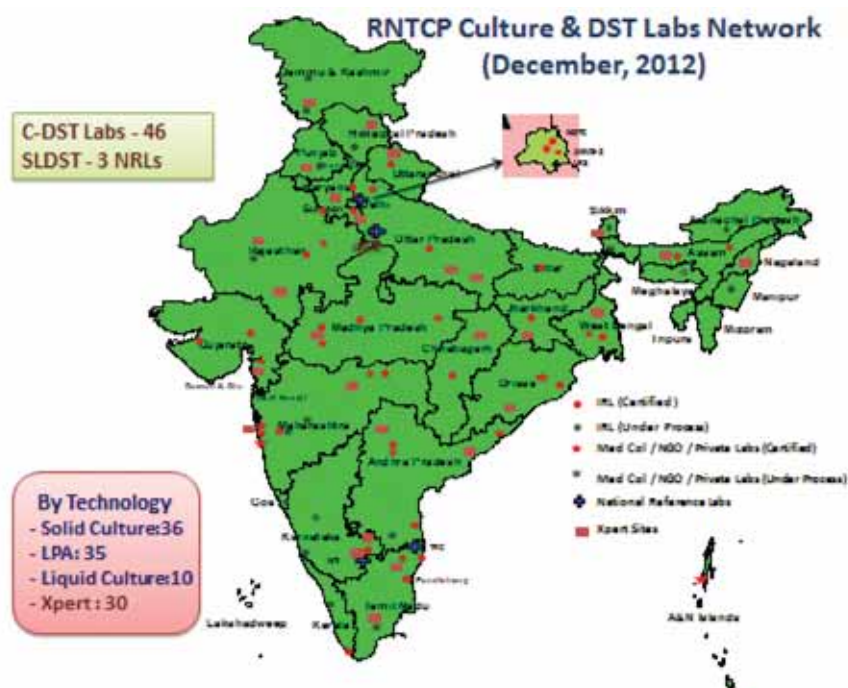 RNTCP Culture & DST Labs Network
(December, 2012)
C-DST Labs - 46
SLDST - 3 NRLs
Jammu & Kashmir
Himachal Pradesh
Punjab
Haryana
Delhi
Rajasthan
Uttar Pradesh
Bihar
Sikkim
Arunachal Pradesh
Assam
Nagaland
Meghalaya
Manipur
Mizoram
Jharkhand
West Bengal
Gujarat
Madhya Pradesh
Orissa
Maharashtra
Andhra Pradesh
Goa
Karnataka
Tamil Nadu
Kerala
Lakshadweep
A&N Islands
IRL (Certified)
IRL (Under Process)
Med Col / NGO / Private Labs (Certified)
Med Col / NGO / Private Labs (Under Process)
National Reference Labs
Xpert Sites
By Technology
- Solid Culture:36
- LPA: 35
- Liquid Culture:10
- Xpert : 30